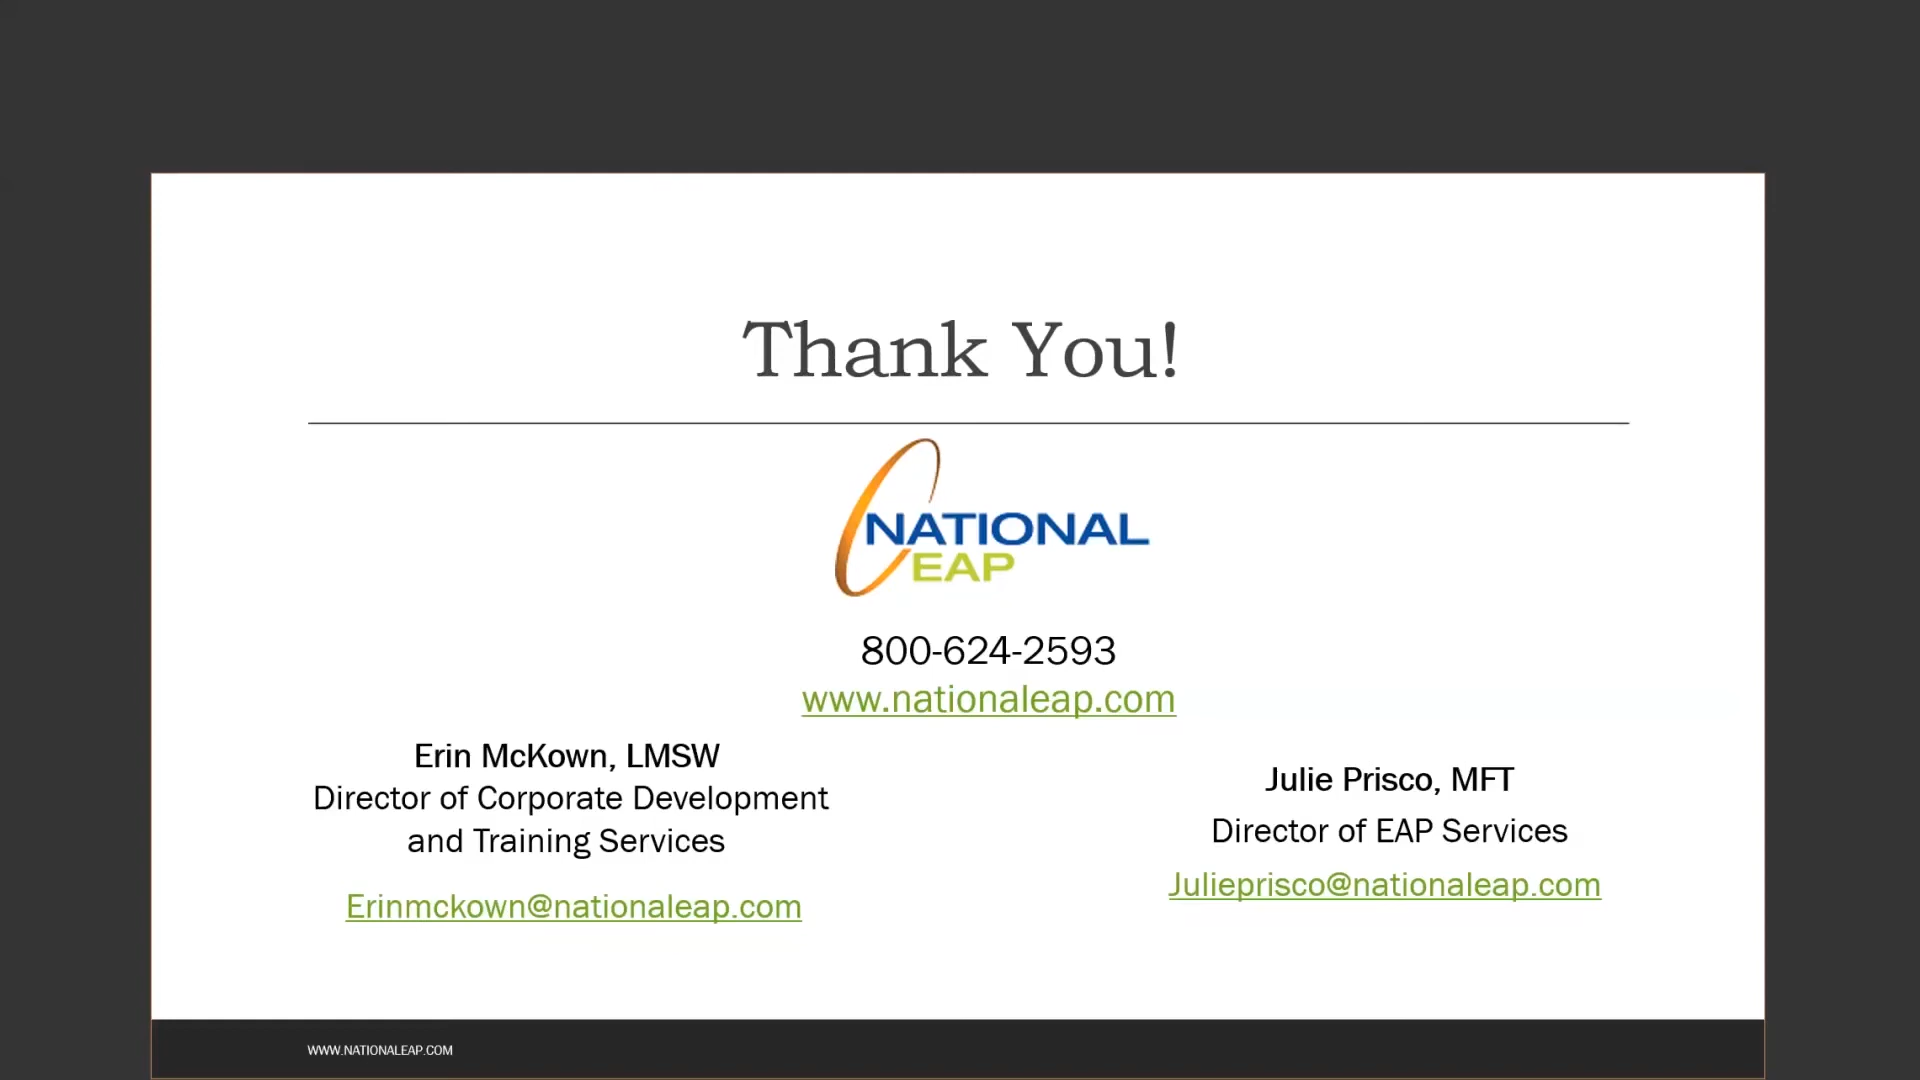 Thank You!
NATIONAL
EAP
800-624-2593
www.nationaleap.com
Erin McKown, LMSW
Director of Corporate Development
and Training Services
Erinmckown@nationaleap.com
Julie Prisco, MFT
Director of EAP Services
Julieprisco@nationaleap.com
WWW.NATIONALEAP.COM